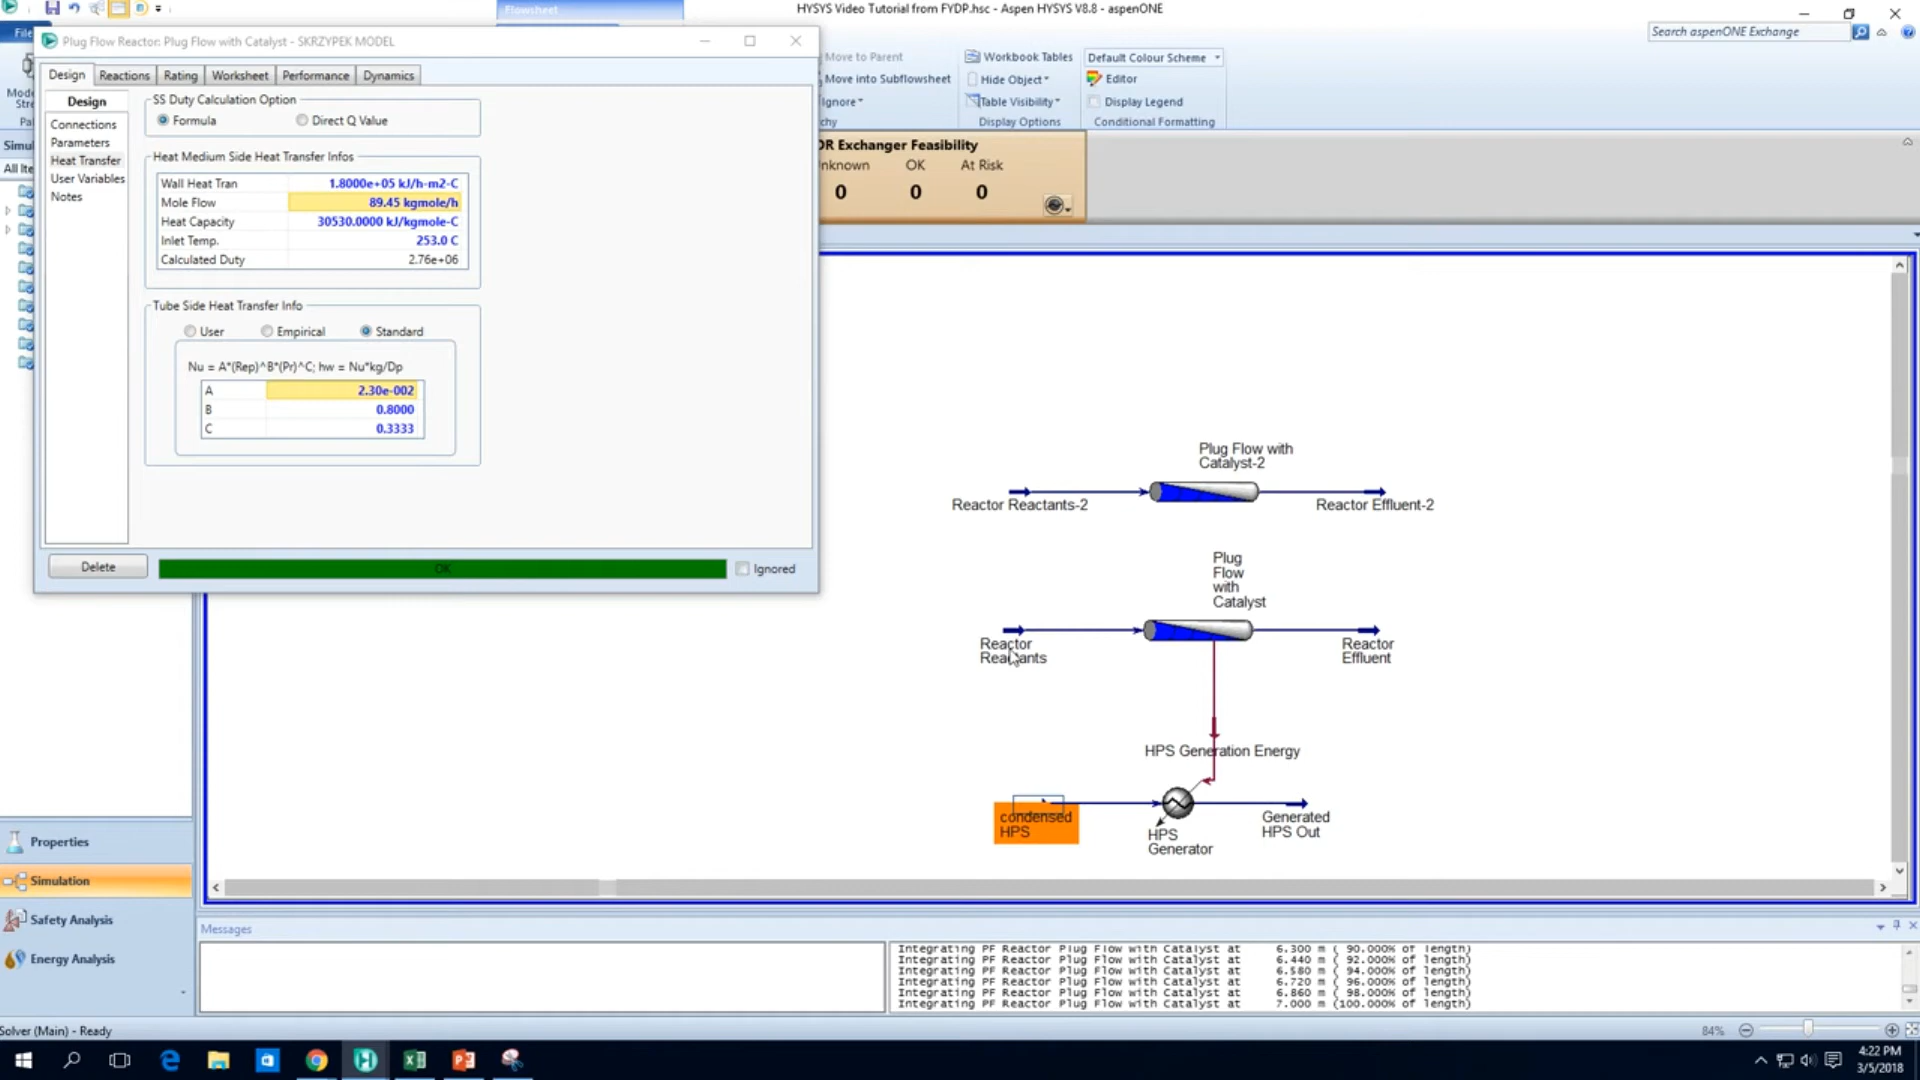 Flowsheet
HYSYS Video Tutorial from FYDP.hsc - Aspen HYSYS V8.8 - aspenONE
File
Search aspenONE Exchange
Plug Flow Reactor: Plug Flow with Catalyst - SKRZYPEK MODEL
Design
Reactions
Rating
Worksheet
Performance
Dynamics
Design
Connections
Parameters
Heat Transfer
User Variables
Notes
SS Duty Calculation Option
Formula
Direct Q Value
Heat Medium Side Heat Transfer Infos
Wall Heat Tran 1.8000e+05 kJ/h-m2-C
Mole Flow 89.45 kgmole/h
Heat Capacity 30530.0000 kJ/kgmole-C
Inlet Temp. 253.0 C
Calculated Duty 2.76e+06
Tube Side Heat Transfer Info
User
Empirical
Standard
Nu = A*(Rep)^B*(Pr)^C; hw = Nu*kg/Dp
A 2.30e-002
B 0.8000
C 0.3333
Delete
OK
Ignored
Move to Parent
Move into Subflowsheet
Ignore
chy
Workbook Tables
Hide Object
Table Visibility
Display Options
Default Colour Scheme
Editor
Display Legend
Conditional Formatting
Mode
Stre
Pal
Simul
All Ite
DR Exchanger Feasibility
nknown OK At Risk
0 0 0
Plug Flow with
Catalyst-2
Reactor Reactants-2
Reactor Effluent-2
Plug
Flow
with
Catalyst
Reactor
Reactants
Reactor
Effluent
HPS Generation Energy
condensed
HPS
HPS
Generator
Generated
HPS Out
Properties
Simulation
Safety Analysis
Energy Analysis
Messages
Integrating PF Reactor Plug Flow with Catalyst at 6.300 m ( 90.000% of length)
Integrating PF Reactor Plug Flow with Catalyst at 6.440 m ( 92.000% of length)
Integrating PF Reactor Plug Flow with Catalyst at 6.580 m ( 94.000% of length)
Integrating PF Reactor Plug Flow with Catalyst at 6.720 m ( 96.000% of length)
Integrating PF Reactor Plug Flow with Catalyst at 6.860 m ( 98.000% of length)
Integrating PF Reactor Plug Flow with Catalyst at 7.000 m (100.000% of length)
Solver (Main) - Ready
84%
4:22 PM
3/5/2018